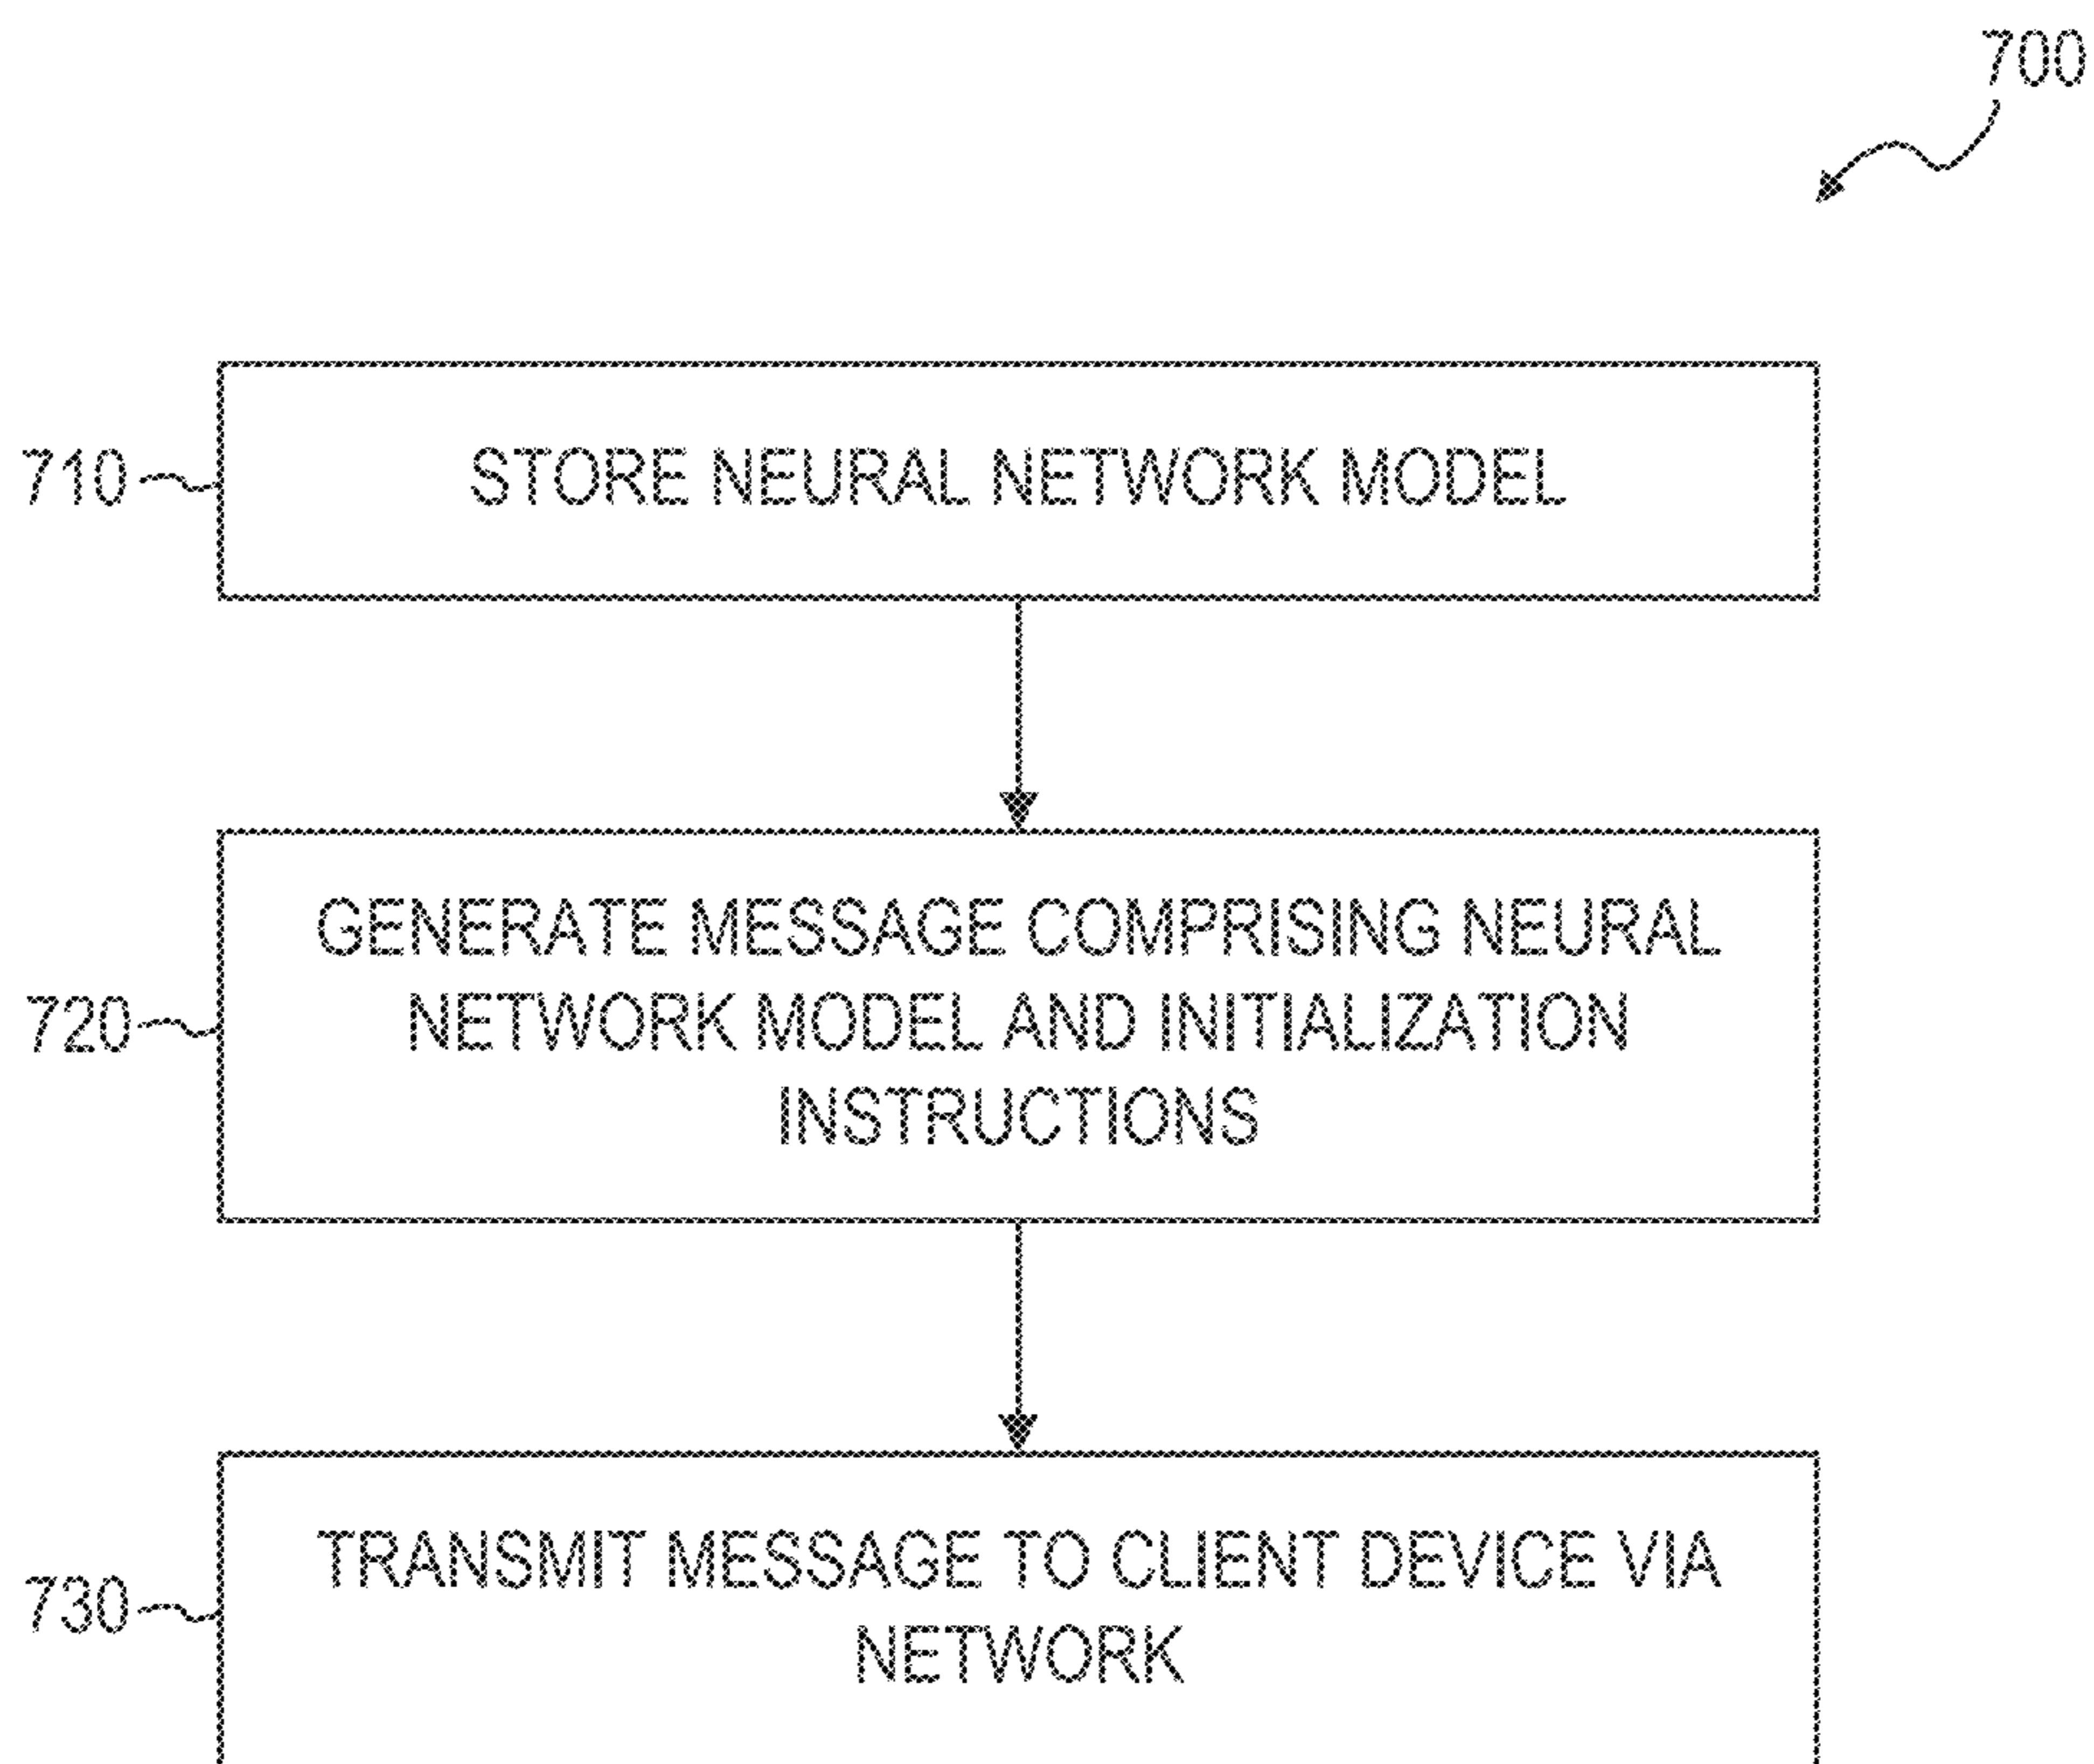 700
710
STORE NEURAL NETWORK MODEL
GENERATE MESSAGE COMPRISING NEURAL
720
NETWORK MODEL AND INITIALIZATION
INSTRUCTIONS
TRANSMIT MESSAGE TO CLIENT DEVICE VIA
730
NETWORK